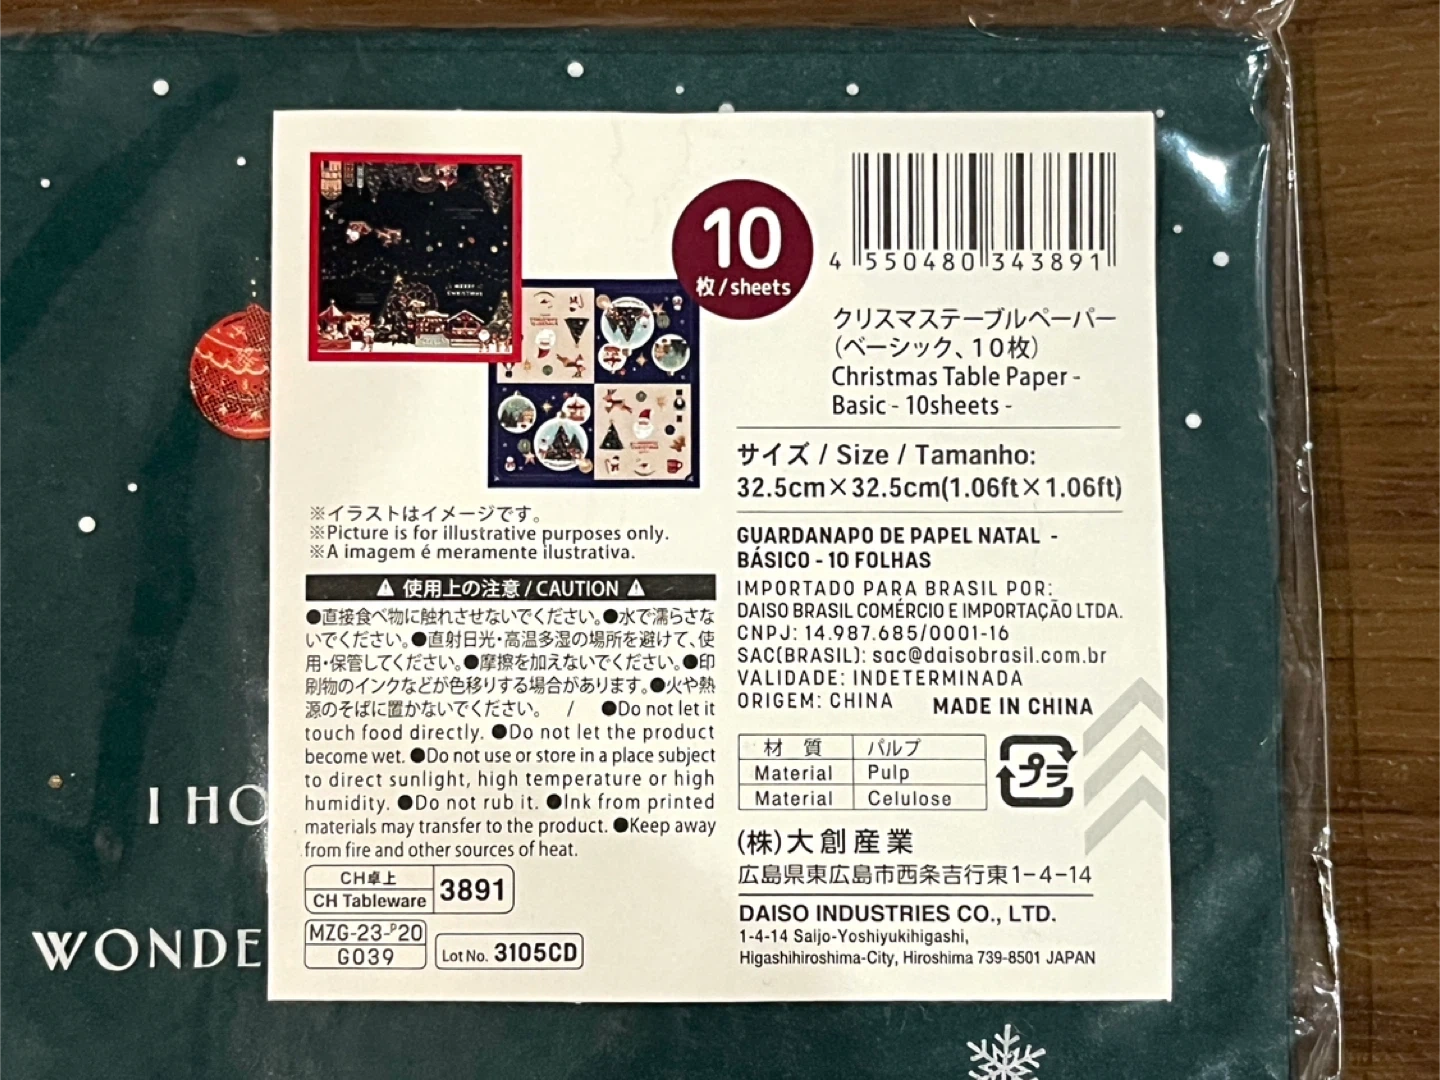 10
枚/sheets
4 550480 343891
クリスマステーブルペーパー
（ベーシック、10枚）
Christmas Table Paper -
Basic - 10sheets -
サイズ / Size / Tamanho:
32.5cm×32.5cm(1.06ft×1.06ft)
GUARDANAPO DE PAPEL NATAL -
BÁSICO - 10 FOLHAS
IMPORTADO PARA BRASIL POR:
DAISO BRASIL COMÉRCIO E IMPORTAÇÃO LTDA.
CNPJ: 14.987.685/0001-16
SAC(BRASIL): sac@daisobrasil.com.br
VALIDADE: INDETERMINADA
ORIGEM: CHINA MADE IN CHINA
材 質 パルプ
Material Pulp
Material Celulose
プラ
(株)大創産業
広島県東広島市西条吉行東1-4-14
DAISO INDUSTRIES CO., LTD.
1-4-14 Saijo-Yoshiyukihigashi,
Higashihiroshima-City, Hiroshima 739-8501 JAPAN
MERRY
CHRISTMAS
※イラストはイメージです。
※Picture is for illustrative purposes only.
※A imagem é meramente ilustrativa.
使用上の注意 / CAUTION
●直接食べ物に触れさせないでください。●水で濡らさな
いでください。●直射日光・高温多湿の場所を避けて、使
用・保管してください。●摩擦を加えないでください。●印
刷物のインクなどが色移りする場合があります。●火や熱
源のそばに置かないでください。 / ●Do not let it
touch food directly. ●Do not let the product
become wet. ●Do not use or store in a place subject
to direct sunlight, high temperature or high
humidity. ●Do not rub it. ●Ink from printed
materials may transfer to the product. ●Keep away
from fire and other sources of heat.
CH卓上
CH Tableware 3891
MZG-23-P20
G039
Lot No. 3105CD
I HO
WONDE